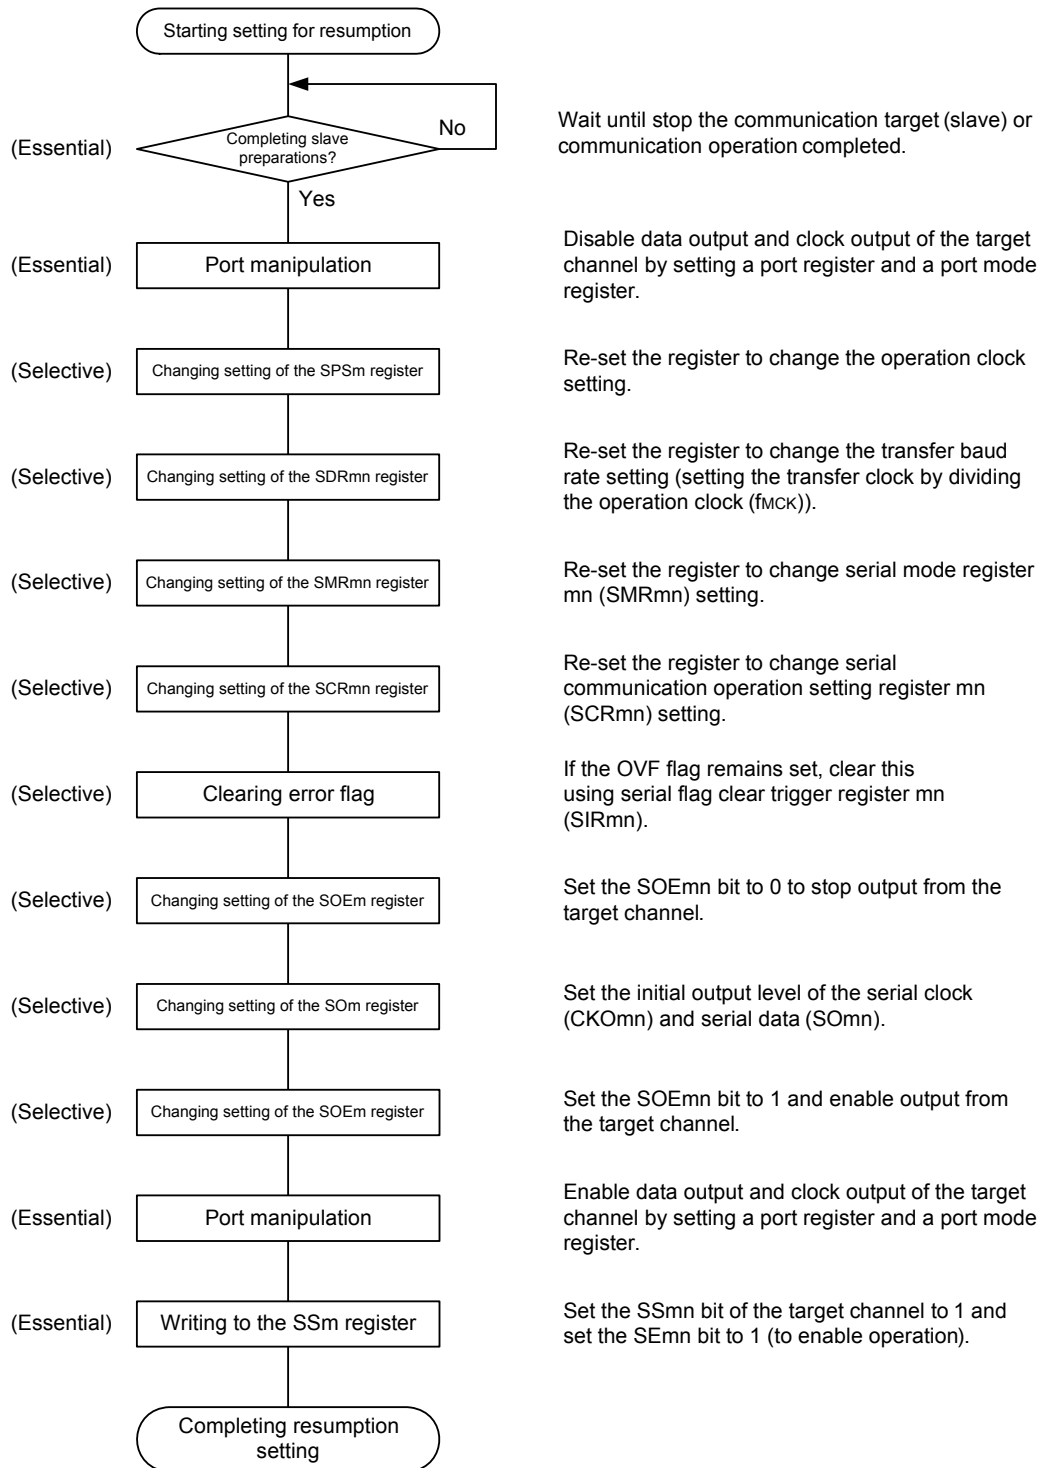 Starting setting for resumption
No
Wait until stop the communication target (slave) or
(Essential)
Completing slave
preparations?
communication operation completed.
Yes
Disable data output and clock output of the target
(Essential)
Port manipulation
channel by setting a port register and a port mode
register.
(Selective)
Changing setting of the SPSm register
Re-set the register to change the operation clock
setting.
(Selective)
Changing setting of the SDRmn register
Re-set the register to change the transfer baud
rate setting (setting the transfer clock by dividing
the operation clock (fMCK)).
(Selective)
Changing setting of the SMRmn register
Re-set the register to change serial mode register
mn (SMRmn) setting.
(Selective)
Changing setting of the SCRmn register
Re-set the register to change serial
communication operation setting register mn
(SCRmn) setting.
(Selective)
Clearing error flag
If the OVF flag remains set, clear this
using serial flag clear trigger register mn
(SIRmn).
(Selective)
Changing setting of the SOEm register
Set the SOEmn bit to 0 to stop output from the
target channel.
(Selective)
Changing setting of the SOm register
Set the initial output level of the serial clock
(CKOmn) and serial data (SOmn).
(Selective)
Changing setting of the SOEm register
Set the SOEmn bit to 1 and enable output from
the target channel.
(Essential)
Port manipulation
Enable data output and clock output of the target
channel by setting a port register and a port mode
register.
(Essential)
Writing to the SSm register
Set the SSmn bit of the target channel to 1 and
set the SEmn bit to 1 (to enable operation).
Completing resumption
setting